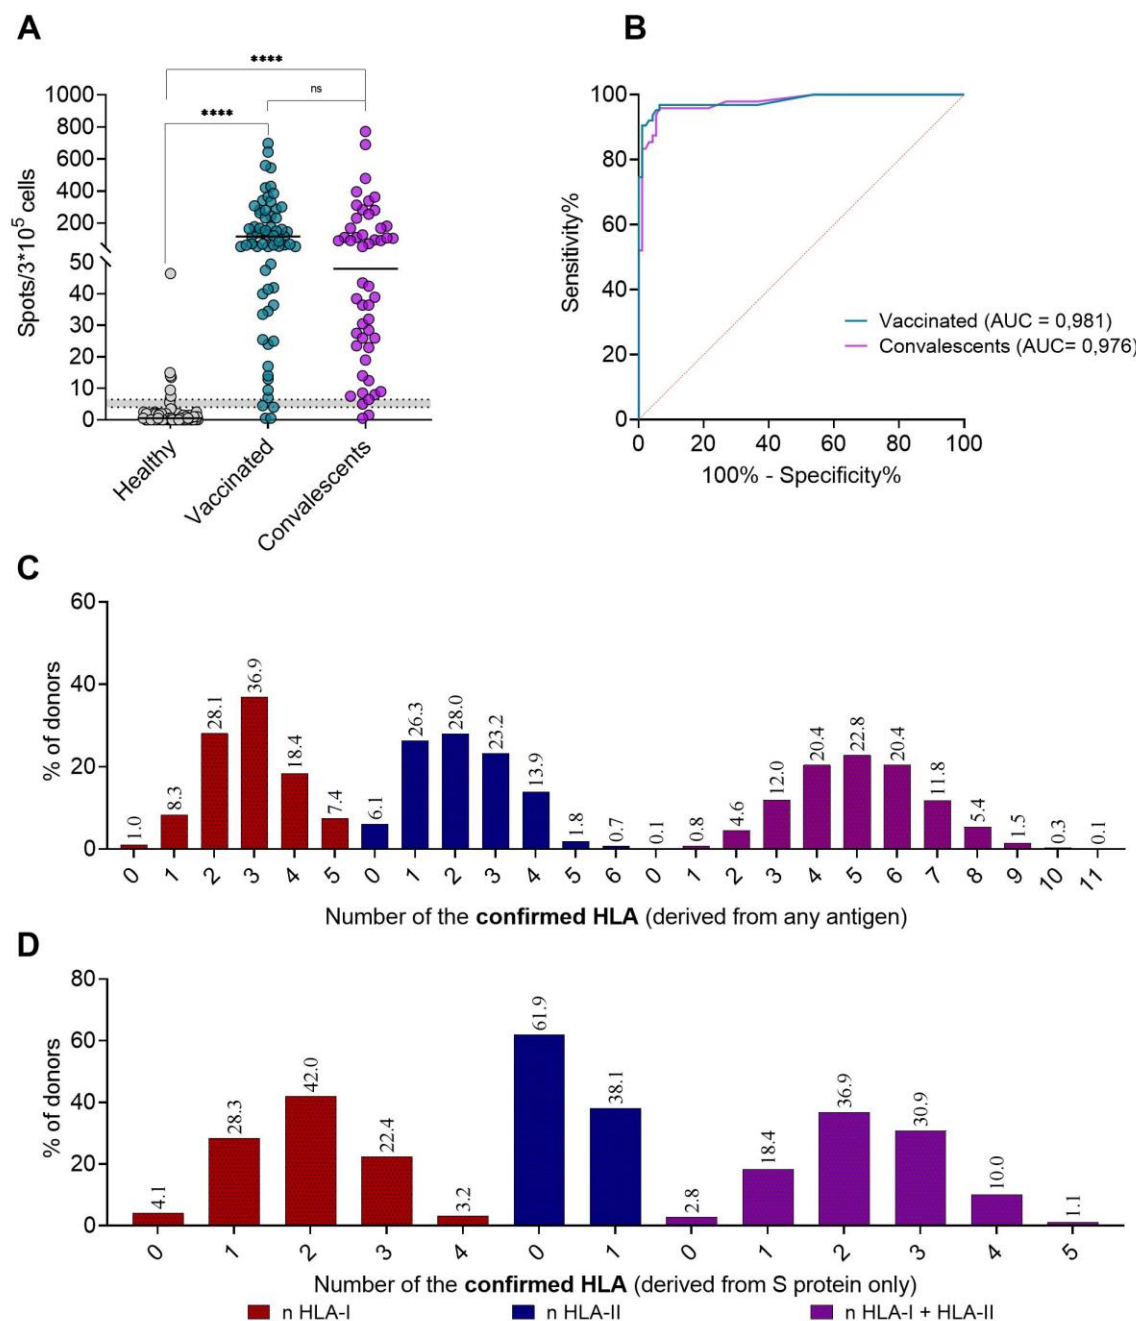 A
B
****
****
ns
1000
800
600
400
200
50
40
30
20
10
0
Spots/3*10⁵ cells
Healthy
Vaccinated
Convalescents
100
80
60
40
20
0
Sensitivity%
Vaccinated (AUC = 0,981)
Convalescents (AUC= 0,976)
0 20 40 60 80 100
100% - Specificity%
C
60
40
20
0
% of donors
1.0 8.3 28.1 36.9 18.4 7.4 6.1 26.3 28.0 23.2 13.9 1.8 0.7 0.1 0.8 4.6 12.0 20.4 22.8 20.4 11.8 5.4 1.5 0.3 0.1
0 1 2 3 4 5 0 1 2 3 4 5 6 0 1 2 3 4 5 6 7 8 9 10 11
Number of the confirmed HLA (derived from any antigen)
D
80
60
40
20
0
% of donors
4.1 28.3 42.0 22.4 3.2 61.9 38.1 2.8 18.4 36.9 30.9 10.0 1.1
0 1 2 3 4 0 1 0 1 2 3 4 5
Number of the confirmed HLA (derived from S protein only)
n HLA-I n HLA-II n HLA-I + HLA-II